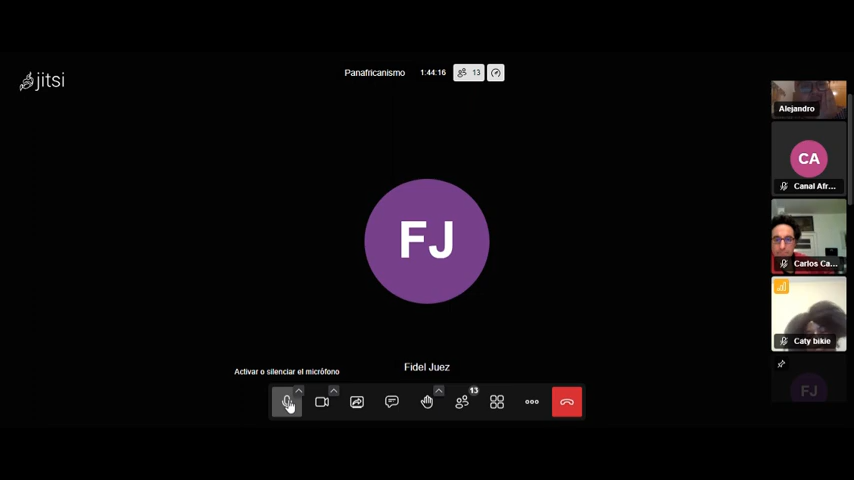 jitsi
Panafricanismo 1:44:16 13
Alejandro
CA
Canal Afr...
FJ
Carlos Ca...
Caty bikie
FJ
Fidel Juez
Activar o silenciar el micrófono
13